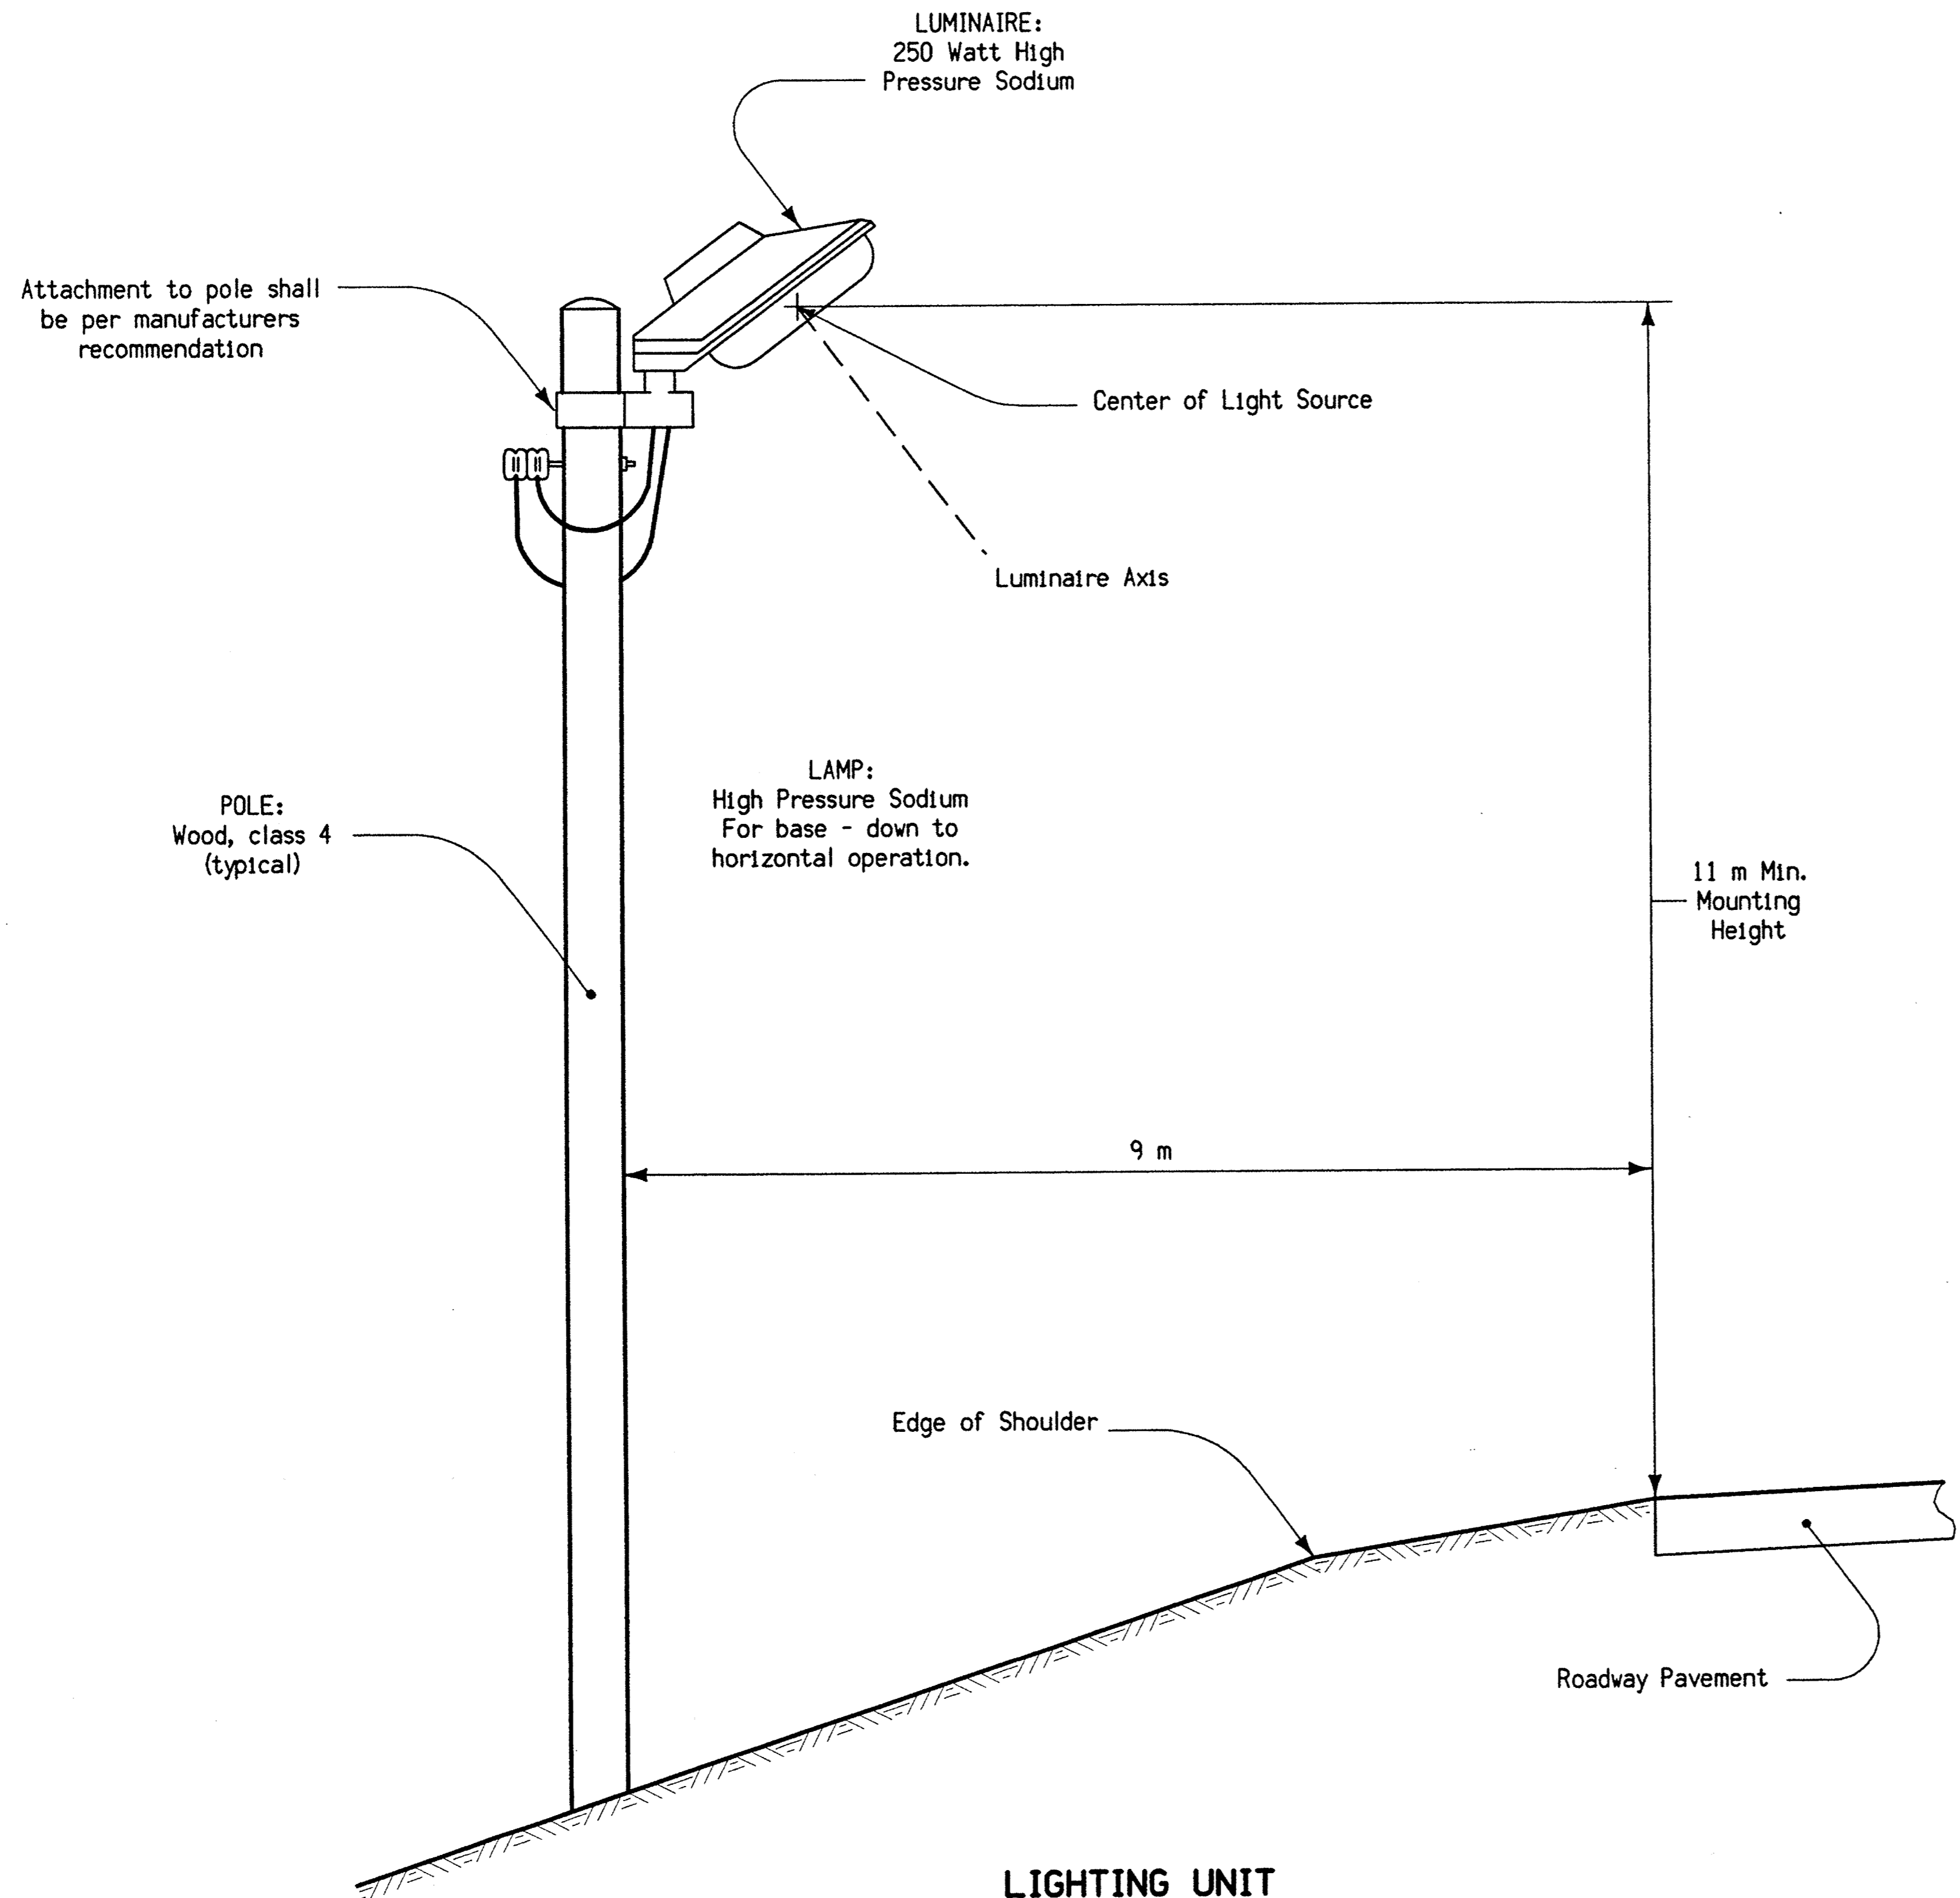 LUMINAIRE:
250 Watt High
Pressure Sodium
Attachment to pole shall
be per manufacturers
recommendation
Center of Light Source
Luminaire Axis
LAMP:
High Pressure Sodium
For base - down to
horizontal operation.
POLE:
Wood, class 4
(typical)
11 m Min.
Mounting
Height
9 m
Edge of Shoulder
Roadway Pavement
LIGHTING UNIT